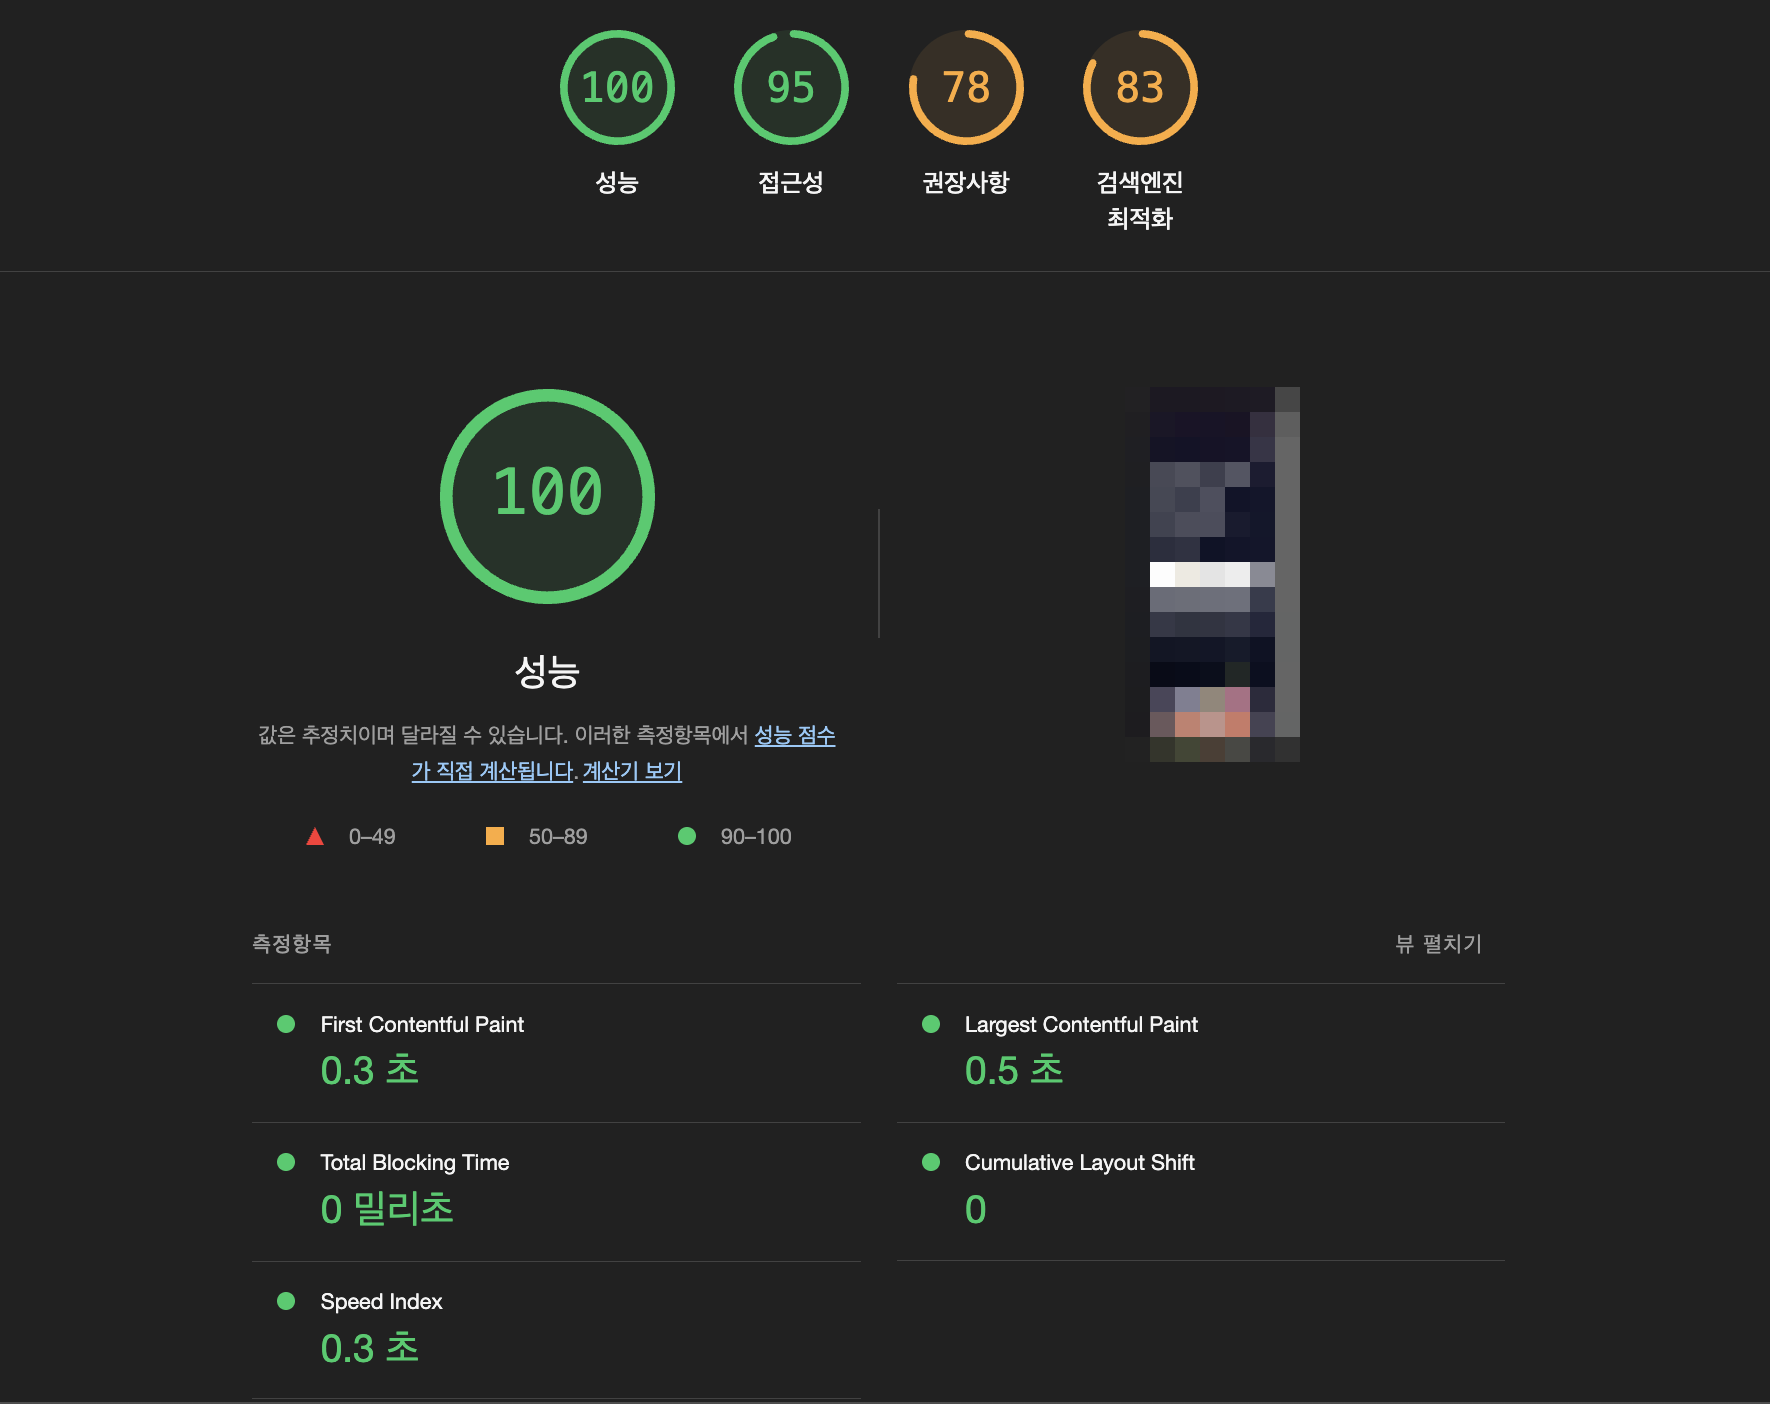 100
95
78
83
성능
접근성
권장사항
검색엔진
최적화
100
성능
값은 추정치이며 달라질 수 있습니다. 이러한 측정항목에서 성능 점수
가 직접 계산됩니다. 계산기 보기
0–49
50–89
90–100
측정항목
뷰 펼치기
First Contentful Paint
0.3 초
Largest Contentful Paint
0.5 초
Total Blocking Time
0 밀리초
Cumulative Layout Shift
0
Speed Index
0.3 초